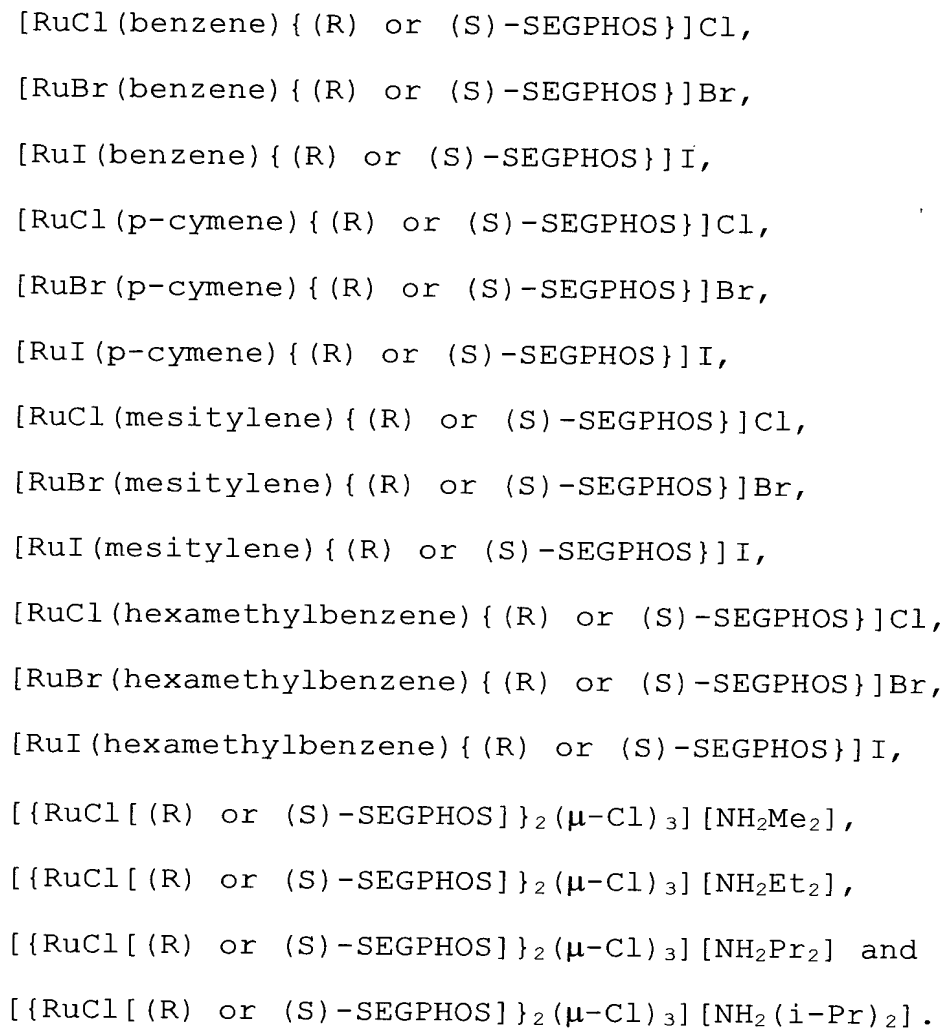 [RuCl(benzene){(R) or (S)-SEGPHOS}]Cl,
[RuBr(benzene){(R) or (S)-SEGPHOS}]Br,
[RuI(benzene){(R) or (S)-SEGPHOS}]I,
[RuCl(p-cymene){(R) or (S)-SEGPHOS}]Cl,
[RuBr(p-cymene){(R) or (S)-SEGPHOS}]Br,
[RuI(p-cymene){(R) or (S)-SEGPHOS}]I,
[RuCl(mesitylene){(R) or (S)-SEGPHOS}]Cl,
[RuBr(mesitylene){(R) or (S)-SEGPHOS}]Br,
[RuI(mesitylene){(R) or (S)-SEGPHOS}]I,
[RuCl(hexamethylbenzene){(R) or (S)-SEGPHOS}]Cl,
[RuBr(hexamethylbenzene){(R) or (S)-SEGPHOS}]Br,
[RuI(hexamethylbenzene){(R) or (S)-SEGPHOS}]I,
[{RuCl[(R) or (S)-SEGPHOS]}₂(μ-Cl)₃][NH₂Me₂],
[{RuCl[(R) or (S)-SEGPHOS]}₂(μ-Cl)₃][NH₂Et₂],
[{RuCl[(R) or (S)-SEGPHOS]}₂(μ-Cl)₃][NH₂Pr₂] and
[{RuCl[(R) or (S)-SEGPHOS]}₂(μ-Cl)₃][NH₂(i-Pr)₂].